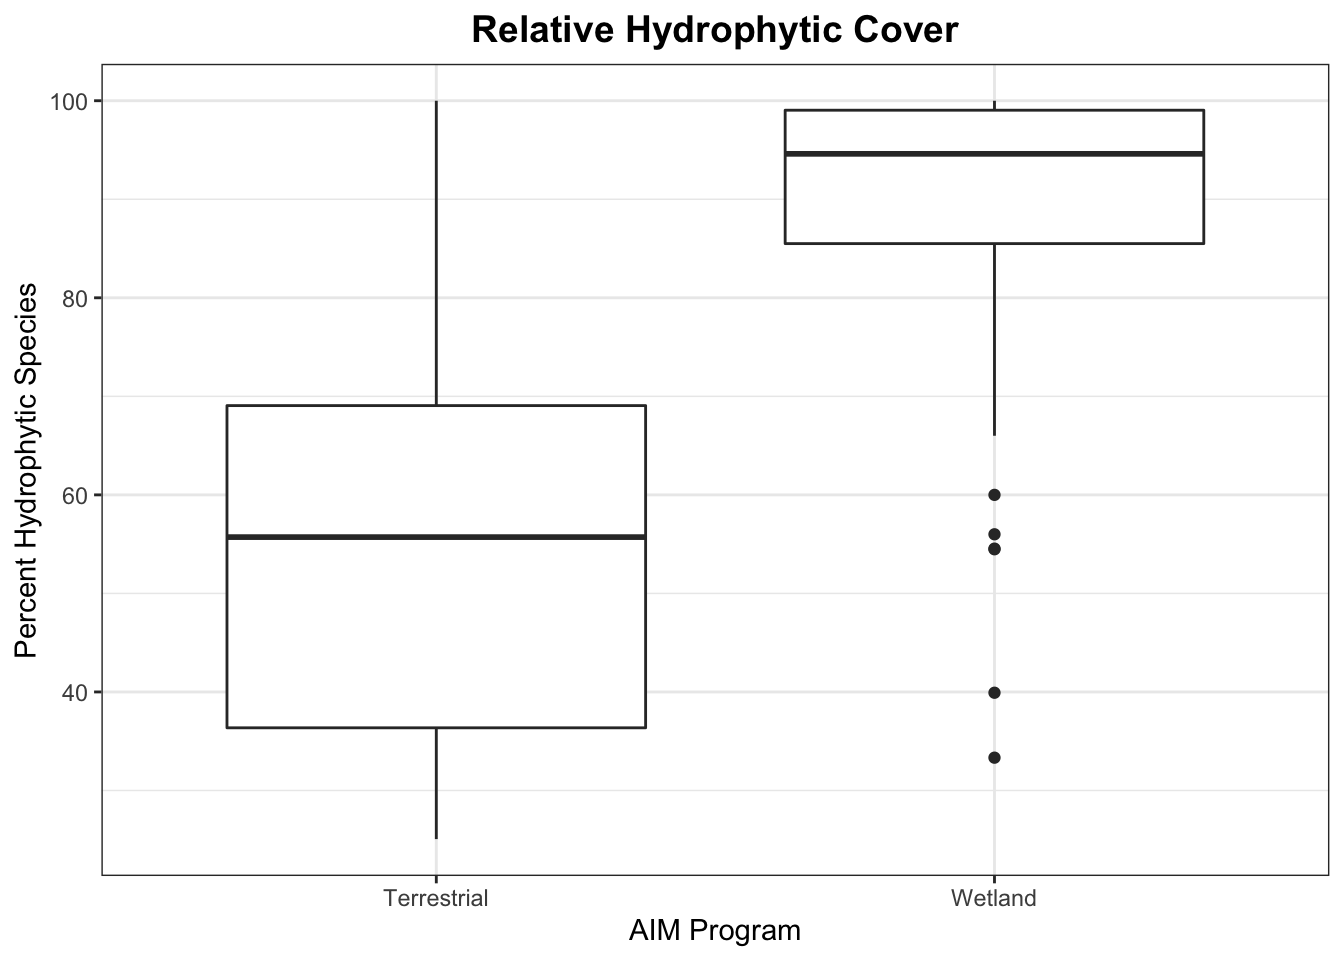 Relative Hydrophytic Cover
Percent Hydrophytic Species
100
80
60
40
Terrestrial
Wetland
AIM Program